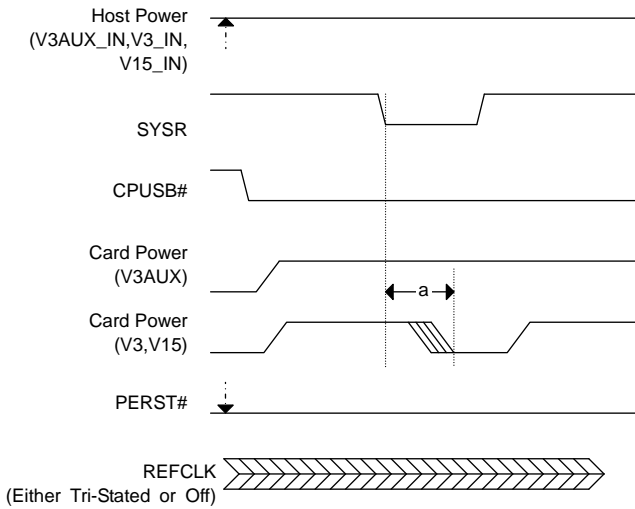 Host Power
(V3AUX_IN,V3_IN,
V15_IN)
SYSR
CPUSB#
Card Power
(V3AUX)
a
Card Power
(V3,V15)
PERST#
REFCLK
(Either Tri-Stated or Off)